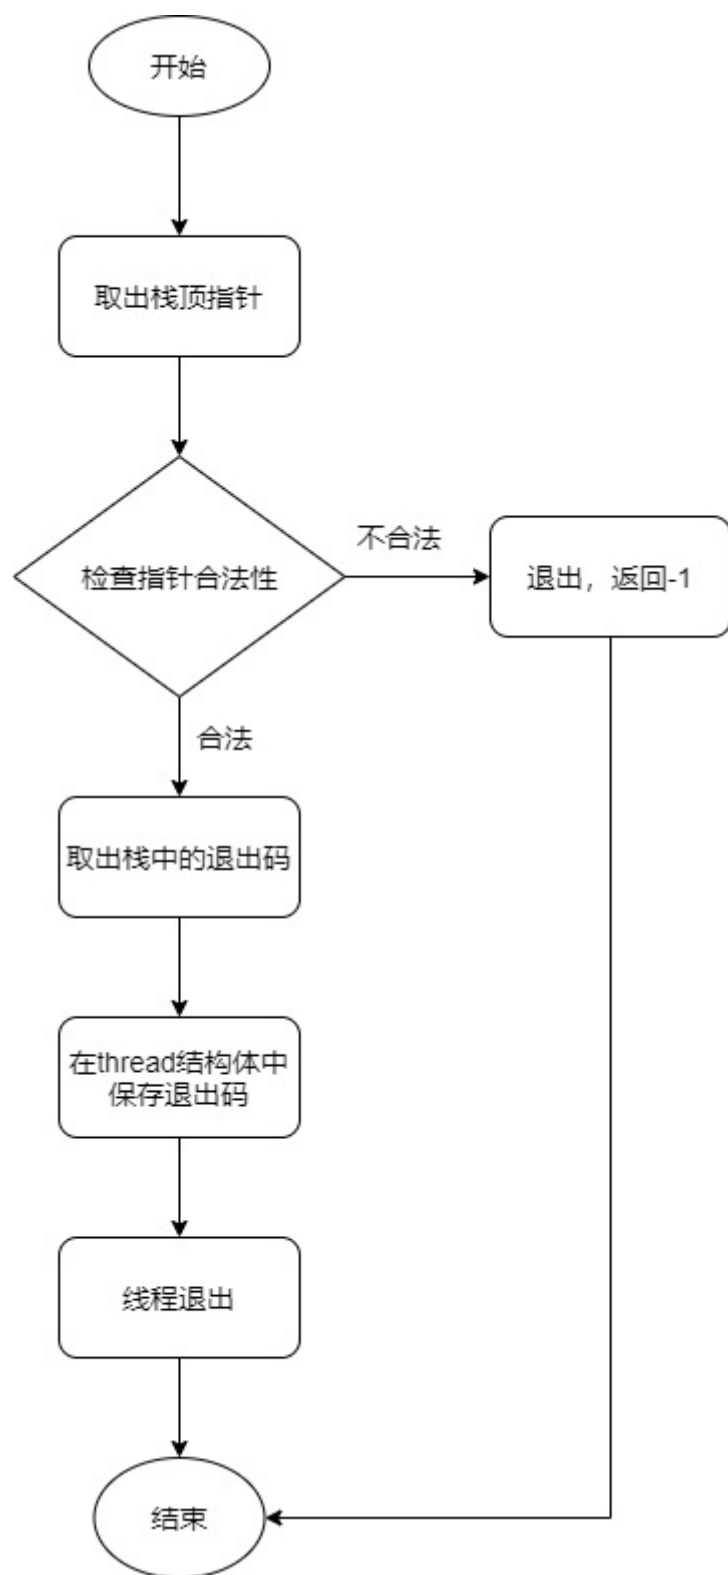 开始
取出栈顶指针
检查指针合法性
不合法
退出，返回-1
合法
取出栈中的退出码
在thread结构体中
保存退出码
线程退出
结束